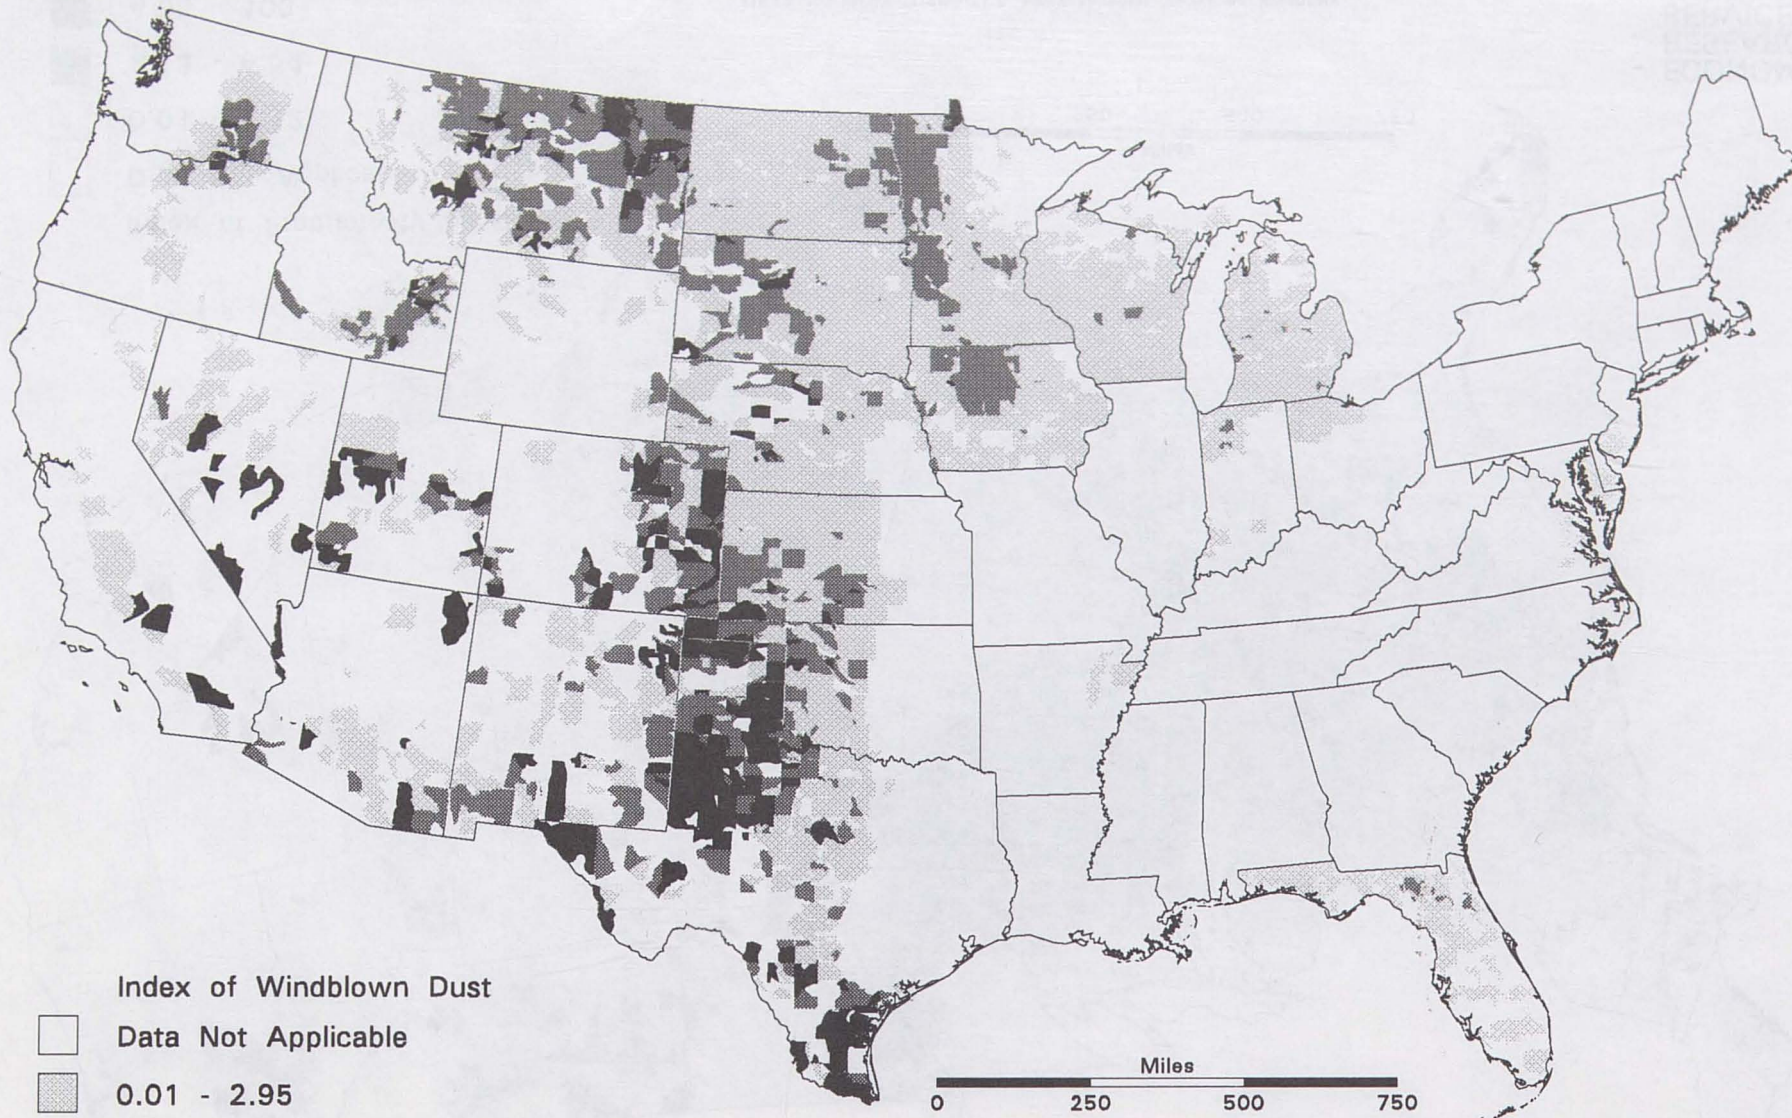 Index of Windblown Dust
Data Not Applicable
0.01 - 2.95
Miles
0 250 500 750